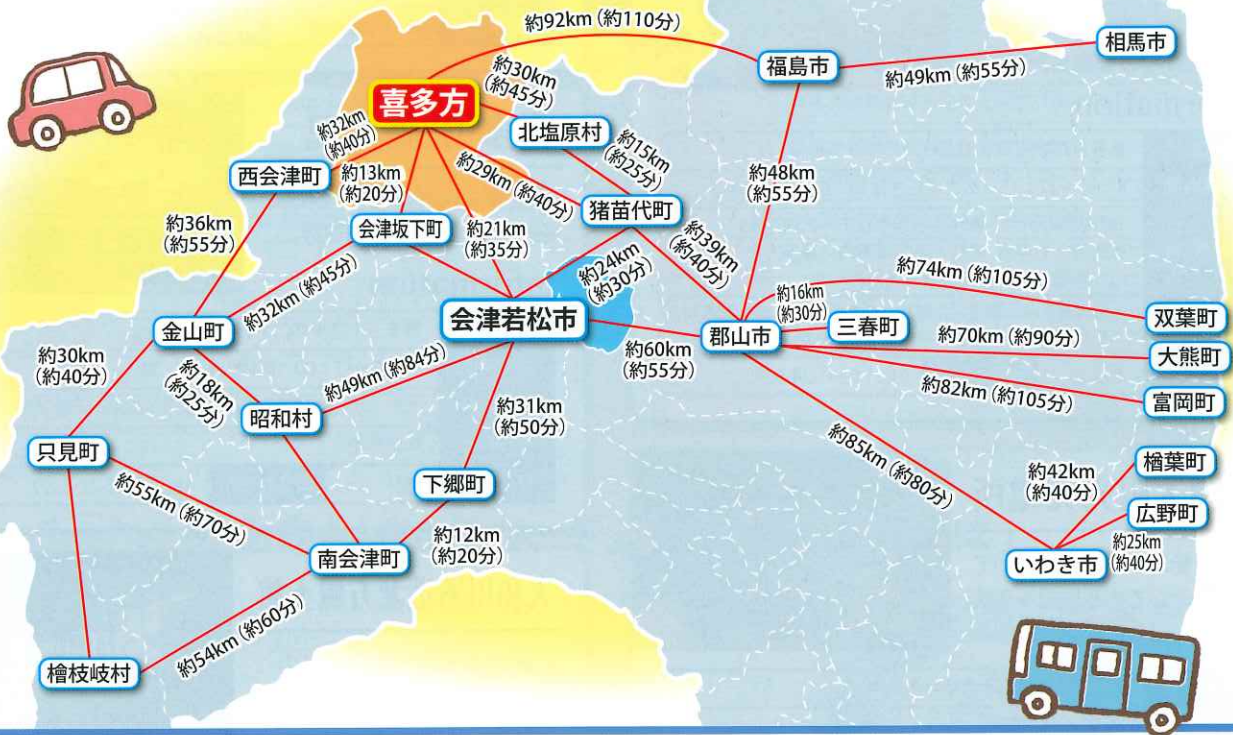 約92km(約110分)
相馬市
福島市
約49km(約55分)
約30km
(約45分)
喜多方
北塩原村
約32km
(約40分)
約15km
(約25分)
西会津町
約13km
(約20分)
約29km(約40分)
約48km
(約55分)
猪苗代町
会津坂下町
約36km
(約55分)
約21km
(約35分)
約39km
(約40分)
約24km
(約30分)
約32km(約45分)
約74km(約105分)
約16km
(約30分)
会津若松市
金山町
三春町
双葉町
郡山市
約70km(約90分)
大熊町
約60km
(約55分)
約30km
(約40分)
約49km(約84分)
約18km
(約25分)
約82km(約105分)
富岡町
昭和村
約31km
(約50分)
只見町
約85km(約80分)
楢葉町
約42km
(約40分)
下郷町
約55km(約70分)
広野町
約12km
(約20分)
南会津町
いわき市
約25km
(約40分)
約54km(約60分)
檜枝岐村